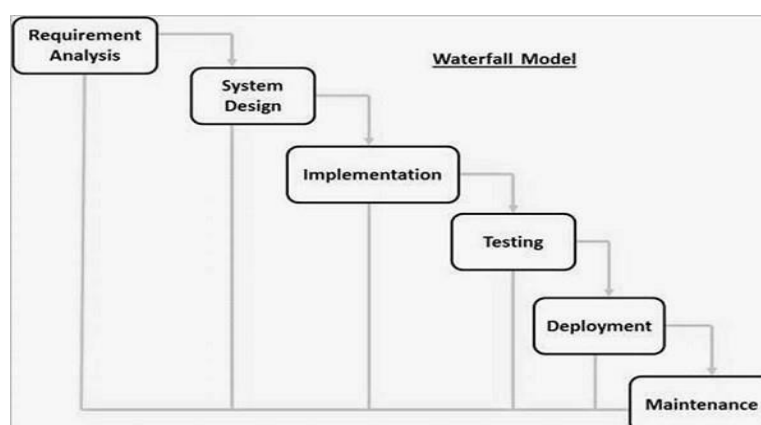 Requirement
Analysis
Waterfall Model
System
Design
Implementation
Testing
Deployment
Maintenance